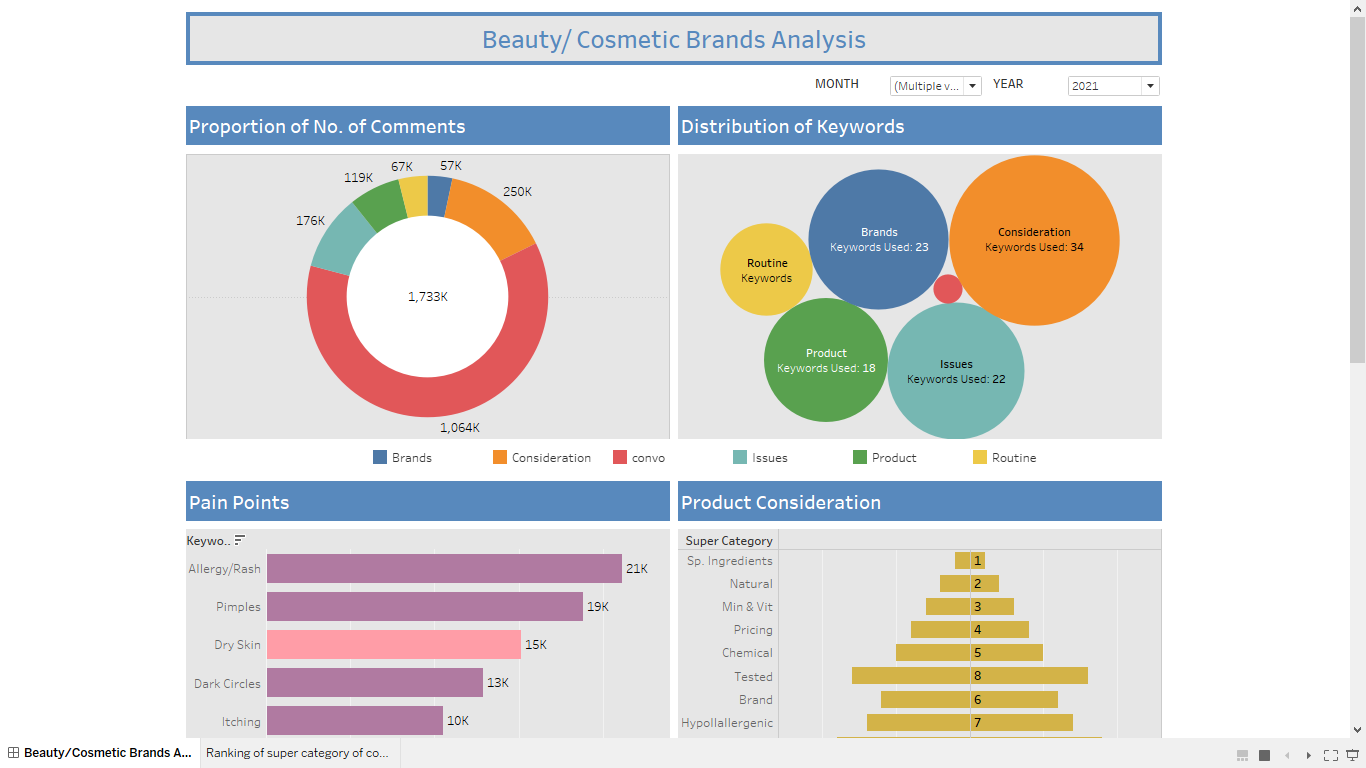 Beauty/ Cosmetic Brands Analysis
MONTH
(Multiple v...
YEAR
2021
Proportion of No. of Comments
67K
57K
119K
250K
176K
1,733K
1,064K
Distribution of Keywords
Brands
Keywords Used: 23
Consideration
Keywords Used: 34
Routine
Keywords
Product
Keywords Used: 18
Issues
Keywords Used: 22
Brands
Consideration
convo
Issues
Product
Routine
Pain Points
Keywo..
Allergy/Rash 21K
Pimples 19K
Dry Skin 15K
Dark Circles 13K
Itching 10K
Product Consideration
Super Category
Sp. Ingredients 1
Natural 2
Min & Vit 3
Pricing 4
Chemical 5
Tested 8
Brand 6
Hypollallergenic 7
Beauty/Cosmetic Brands A...
Ranking of super category of co...